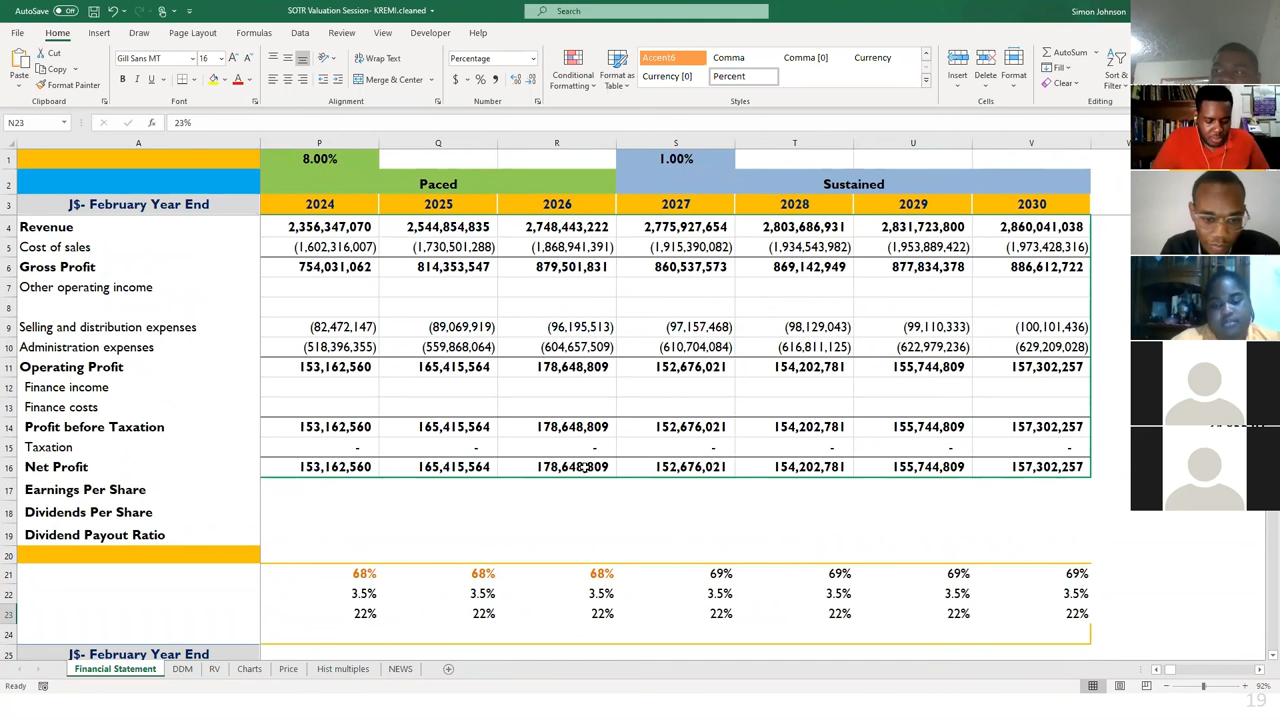 AutoSave Off SOTR Valuation Session- KREMI.cleaned Search Simon Johnson
File Home Insert Draw Page Layout Formulas Data Review View Developer Help
Cut Gill Sans MT 16 Wrap Text Percentage Accent6 Comma Comma [0] Currency AutoSum
Copy Fill
Paste Format Painter Merge & Center Conditional Formatting Format as Table Currency [0] Percent Insert Delete Format Clear Sort & Filter
Clipboard Font Alignment Number Styles Cells Editing
N23 23%
A P Q R S T U V
1 8.00% 1.00%
2 Paced Sustained
3 J$- February Year End 2024 2025 2026 2027 2028 2029 2030
4 Revenue 2,356,347,070 2,544,854,835 2,748,443,222 2,775,927,654 2,803,686,931 2,831,723,800 2,860,041,038
5 Cost of sales (1,602,316,007) (1,730,501,288) (1,868,941,391) (1,915,390,082) (1,934,543,982) (1,953,889,422) (1,973,428,316)
6 Gross Profit 754,031,062 814,353,547 879,501,831 860,537,573 869,142,949 877,834,378 886,612,722
7 Other operating income
8
9 Selling and distribution expenses (82,472,147) (89,069,919) (96,195,513) (97,157,468) (98,129,043) (99,110,333) (100,101,436)
10 Administration expenses (518,396,355) (559,868,064) (604,657,509) (610,704,084) (616,811,125) (622,979,236) (629,209,028)
11 Operating Profit 153,162,560 165,415,564 178,648,809 152,676,021 154,202,781 155,744,809 157,302,257
12 Finance income
13 Finance costs
14 Profit before Taxation 153,162,560 165,415,564 178,648,809 152,676,021 154,202,781 155,744,809 157,302,257
15 Taxation - - - - - - -
16 Net Profit 153,162,560 165,415,564 178,648,809 152,676,021 154,202,781 155,744,809 157,302,257
17 Earnings Per Share
18 Dividends Per Share
19 Dividend Payout Ratio
20
21 68% 68% 68% 69% 69% 69% 69%
22 3.5% 3.5% 3.5% 3.5% 3.5% 3.5% 3.5%
23 22% 22% 22% 22% 22% 22% 22%
24
25 J$- February Year End
Financial Statement DDM RV Charts Price Hist multiples NEWS
Ready 92%
19